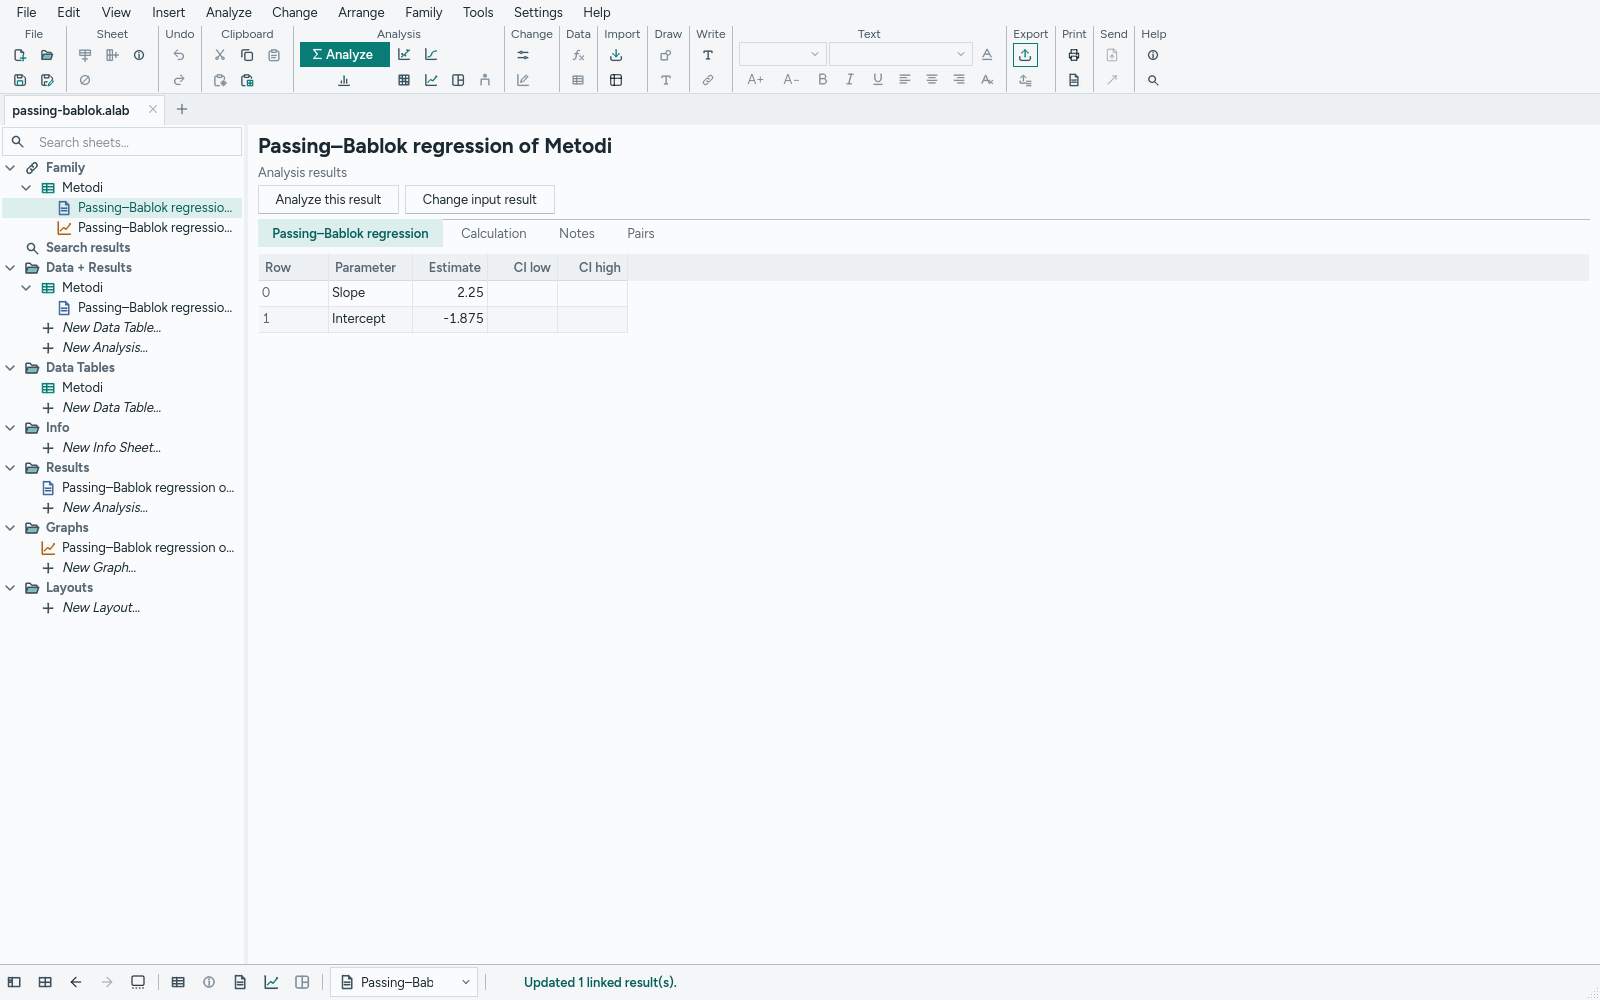 File Edit View Insert Analyze Change Arrange Family Tools Settings Help
File Sheet Undo Clipboard Analysis Change Data Import Draw Write Text Export Print Send Help
Σ Analyze
A+ A− B I U
passing-bablok.alab
Search sheets...
Family
Metodi
Passing–Bablok regressio...
Passing–Bablok regressio...
Search results
Data + Results
Metodi
Passing–Bablok regressio...
New Data Table...
New Analysis...
Data Tables
Metodi
New Data Table...
Info
New Info Sheet...
Results
Passing–Bablok regression o...
New Analysis...
Graphs
Passing–Bablok regression o...
New Graph...
Layouts
New Layout...
Passing–Bablok regression of Metodi
Analysis results
Analyze this result Change input result
Passing–Bablok regression Calculation Notes Pairs
Row Parameter Estimate CI low CI high
0 Slope 2.25
1 Intercept -1.875
Passing–Bab
Updated 1 linked result(s).